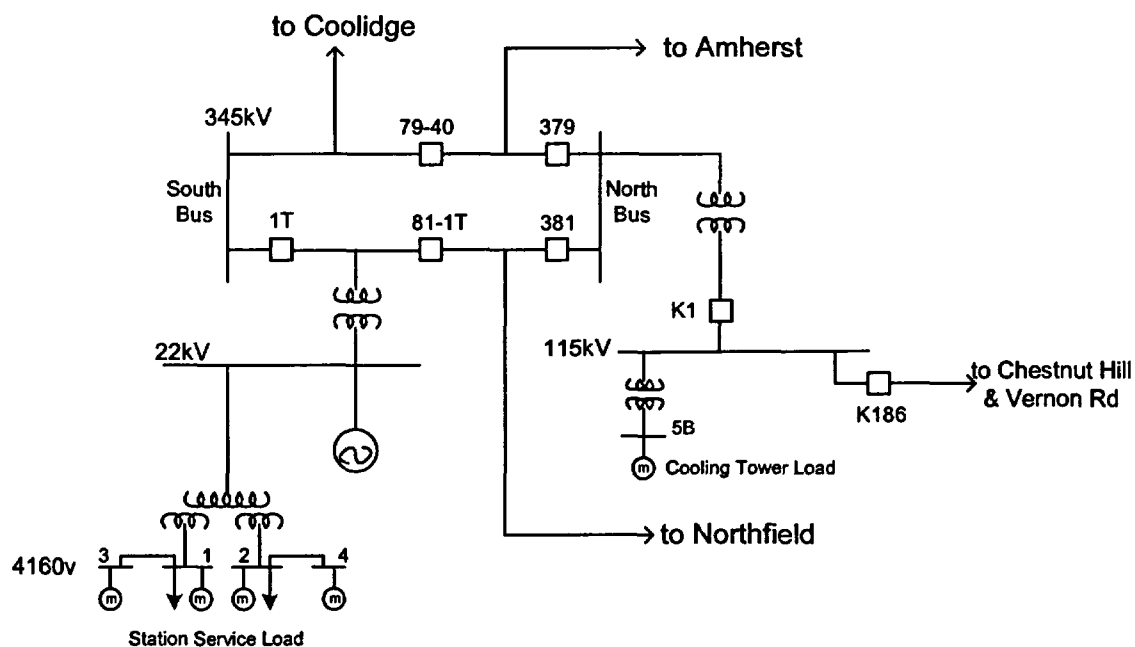 to Coolidge
to Amherst
345kV
79-40
379
South
Bus
North
Bus
1T
81-1T
381
K1
22kV
115kV
to Chestnut Hill
& Vernon Rd
K186
5B
m
Cooling Tower Load
to Northfield
4160v
3
1
2
4
m
m
m
m
Station Service Load